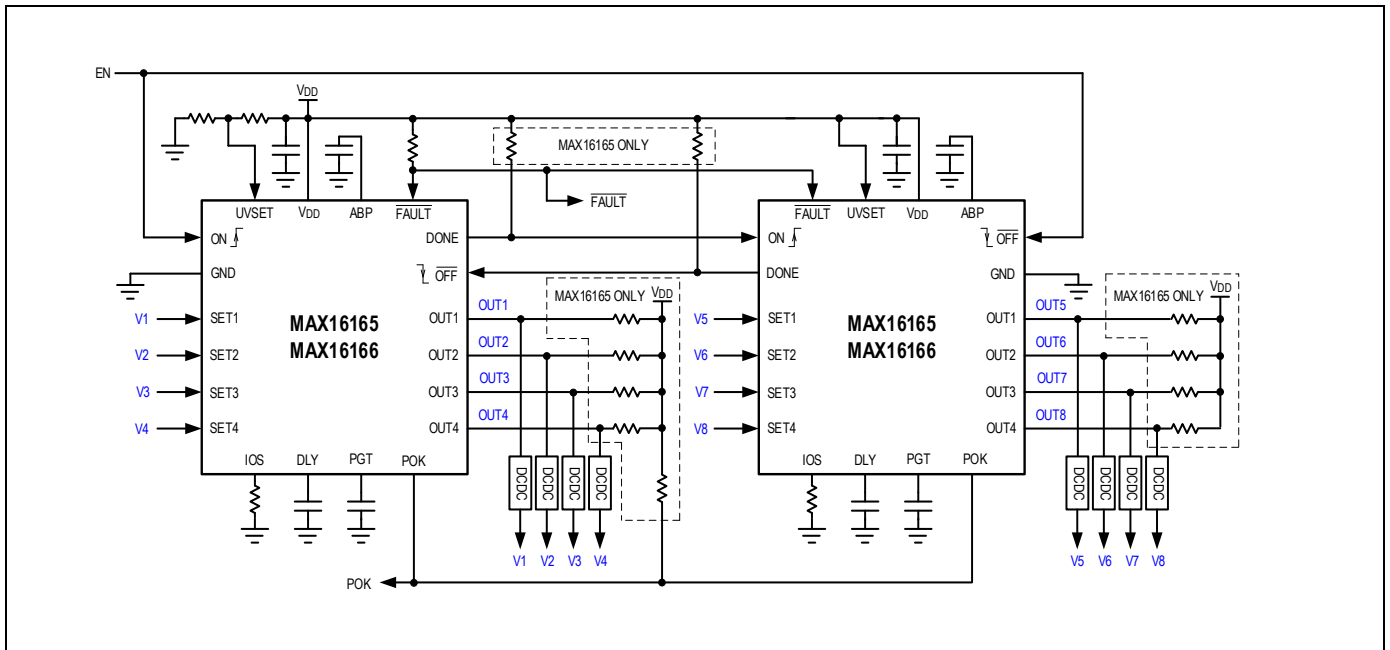 EN
VDD
MAX16165 ONLY
FAULT
UVSET VDD ABP FAULT
FAULT UVSET VDD ABP
ON DONE
ON OFF
GND OFF
DONE GND
MAX16165 ONLY VDD
MAX16165 ONLY VDD
V1 SET1 MAX16165 OUT1 OUT1
V5 SET1 MAX16165 OUT1 OUT5
V2 SET2 MAX16166 OUT2 OUT2
V6 SET2 MAX16166 OUT2 OUT6
V3 SET3 OUT3 OUT3
V7 SET3 OUT3 OUT7
V4 SET4 OUT4 OUT4
V8 SET4 OUT4 OUT8
IOS DLY PGT POK
IOS DLY PGT POK
DCDC DCDC DCDC DCDC
DCDC DCDC DCDC DCDC
V1 V2 V3 V4
V5 V6 V7 V8
POK